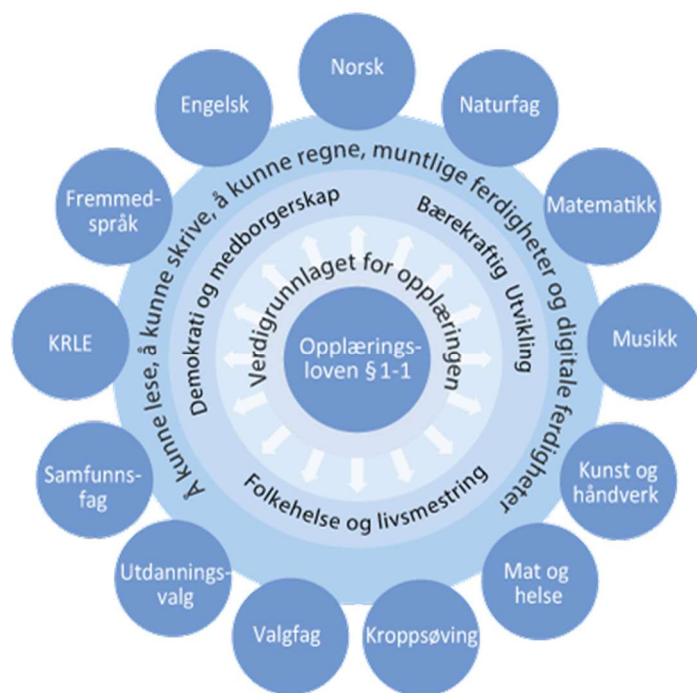 Norsk
Naturfag
Matematikk
Musikk
Kunst og
håndverk
Mat og
helse
Kroppsøving
Valgfag
Utdannings-
valg
Samfunns-
fag
KRLE
Fremmed-
språk
Engelsk
Å kunne lese, å kunne skrive, å kunne regne, muntlige ferdigheter og digitale ferdigheter
Demokrati og medborgerskap
Bærekraftig Utvikling
Folkehelse og livsmestring
Verdigrunnlaget for opplæringen
Opplærings-
loven § 1-1